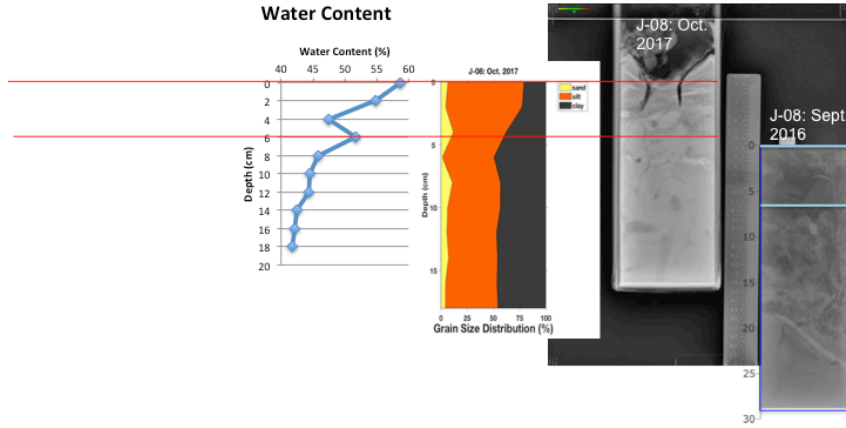 Water Content
Water Content (%)
40 45 50 55 60
0
2
4
6
8
10
12
14
16
18
20
Depth (cm)
J-08: Oct. 2017
0
5
10
15
Depth (cm)
0 25 50 75 100
Grain Size Distribution (%)
sand
silt
clay
J-08: Oct.
2017
J-08: Sept
2016
0
5
10
15
20
25
30